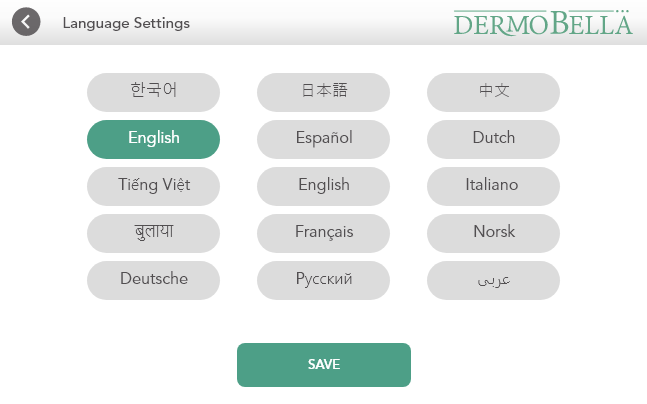 Language Settings
DERMOBELLA
한국어
日本語
中文
English
Español
Dutch
Tiếng Việt
English
Italiano
बुलाया
Français
Norsk
Deutsche
Русский
عربى
SAVE